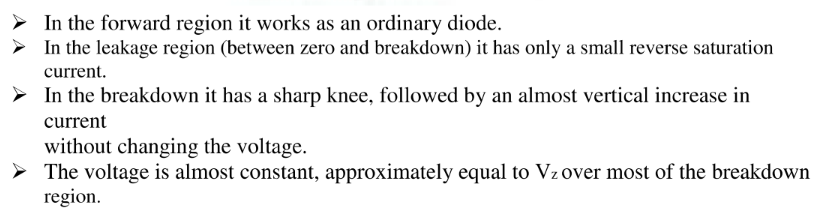 ➢ In the forward region it works as an ordinary diode.
➢ In the leakage region (between zero and breakdown) it has only a small reverse saturation
current.
➢ In the breakdown it has a sharp knee, followed by an almost vertical increase in
current
without changing the voltage.
➢ The voltage is almost constant, approximately equal to Vz over most of the breakdown
region.